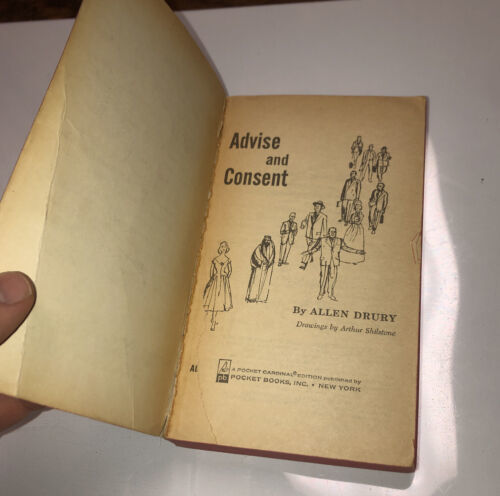 Advise
and
Consent
By ALLEN DRURY
Drawings by Arthur Shilstone
A POCKET CARDINAL® EDITION published by
POCKET BOOKS, INC. • NEW YORK